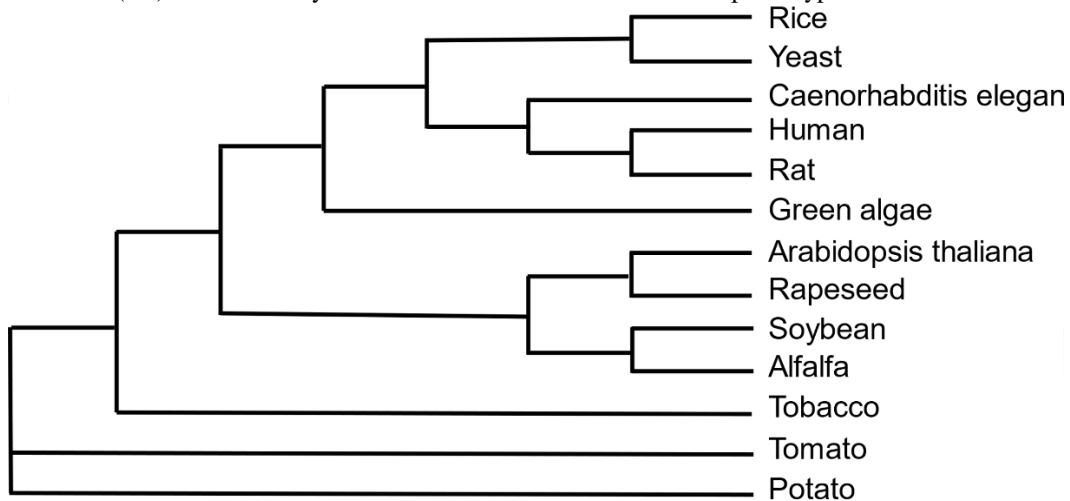 Rice
Yeast
Caenorhabditis elegan
Human
Rat
Green algae
Arabidopsis thaliana
Rapeseed
Soybean
Alfalfa
Tobacco
Tomato
Potato